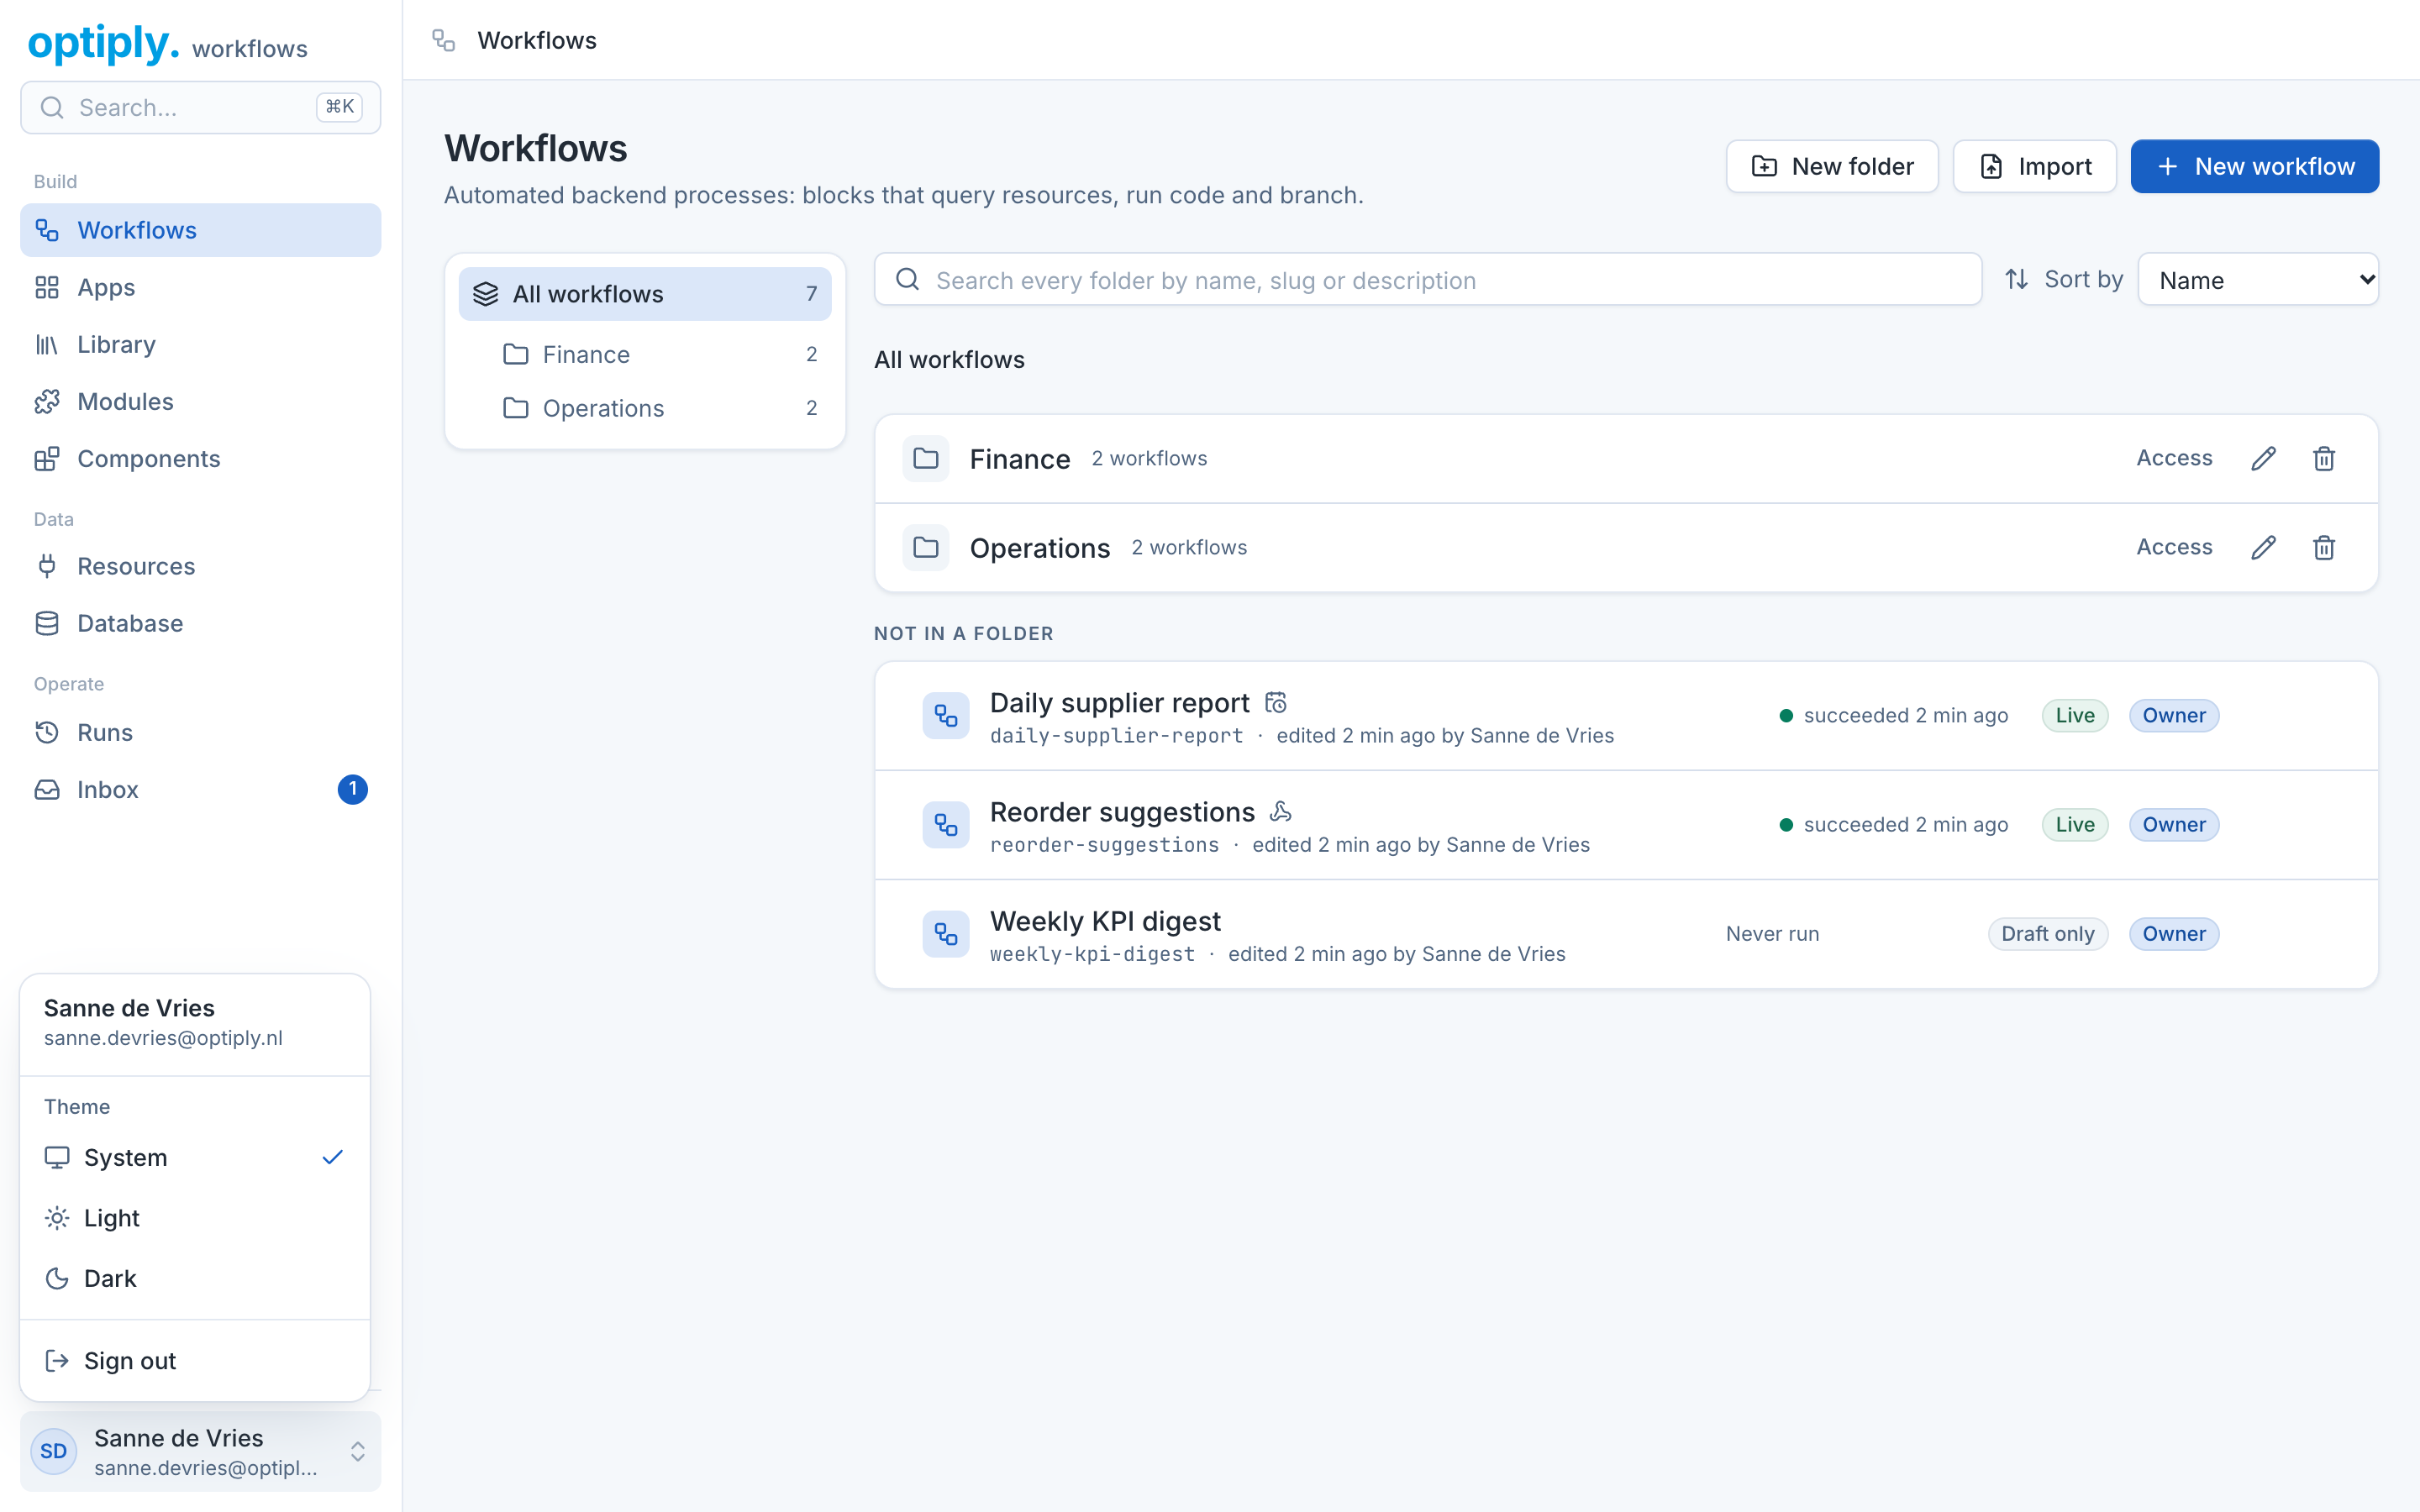 optiply. workflows
Search... ⌘K
Build
Workflows
Apps
Library
Modules
Components
Data
Resources
Database
Operate
Runs
Inbox 1
Sanne de Vries
sanne.devries@optiply.nl
Theme
System
Light
Dark
Sign out
SD Sanne de Vries
sanne.devries@optipl...
Workflows
Workflows
Automated backend processes: blocks that query resources, run code and branch.
New folder Import New workflow
All workflows 7
Finance 2
Operations 2
Search every folder by name, slug or description
Sort by Name
All workflows
Finance 2 workflows Access
Operations 2 workflows Access
NOT IN A FOLDER
Daily supplier report
daily-supplier-report · edited 2 min ago by Sanne de Vries
succeeded 2 min ago Live Owner
Reorder suggestions
reorder-suggestions · edited 2 min ago by Sanne de Vries
succeeded 2 min ago Live Owner
Weekly KPI digest
weekly-kpi-digest · edited 2 min ago by Sanne de Vries
Never run Draft only Owner